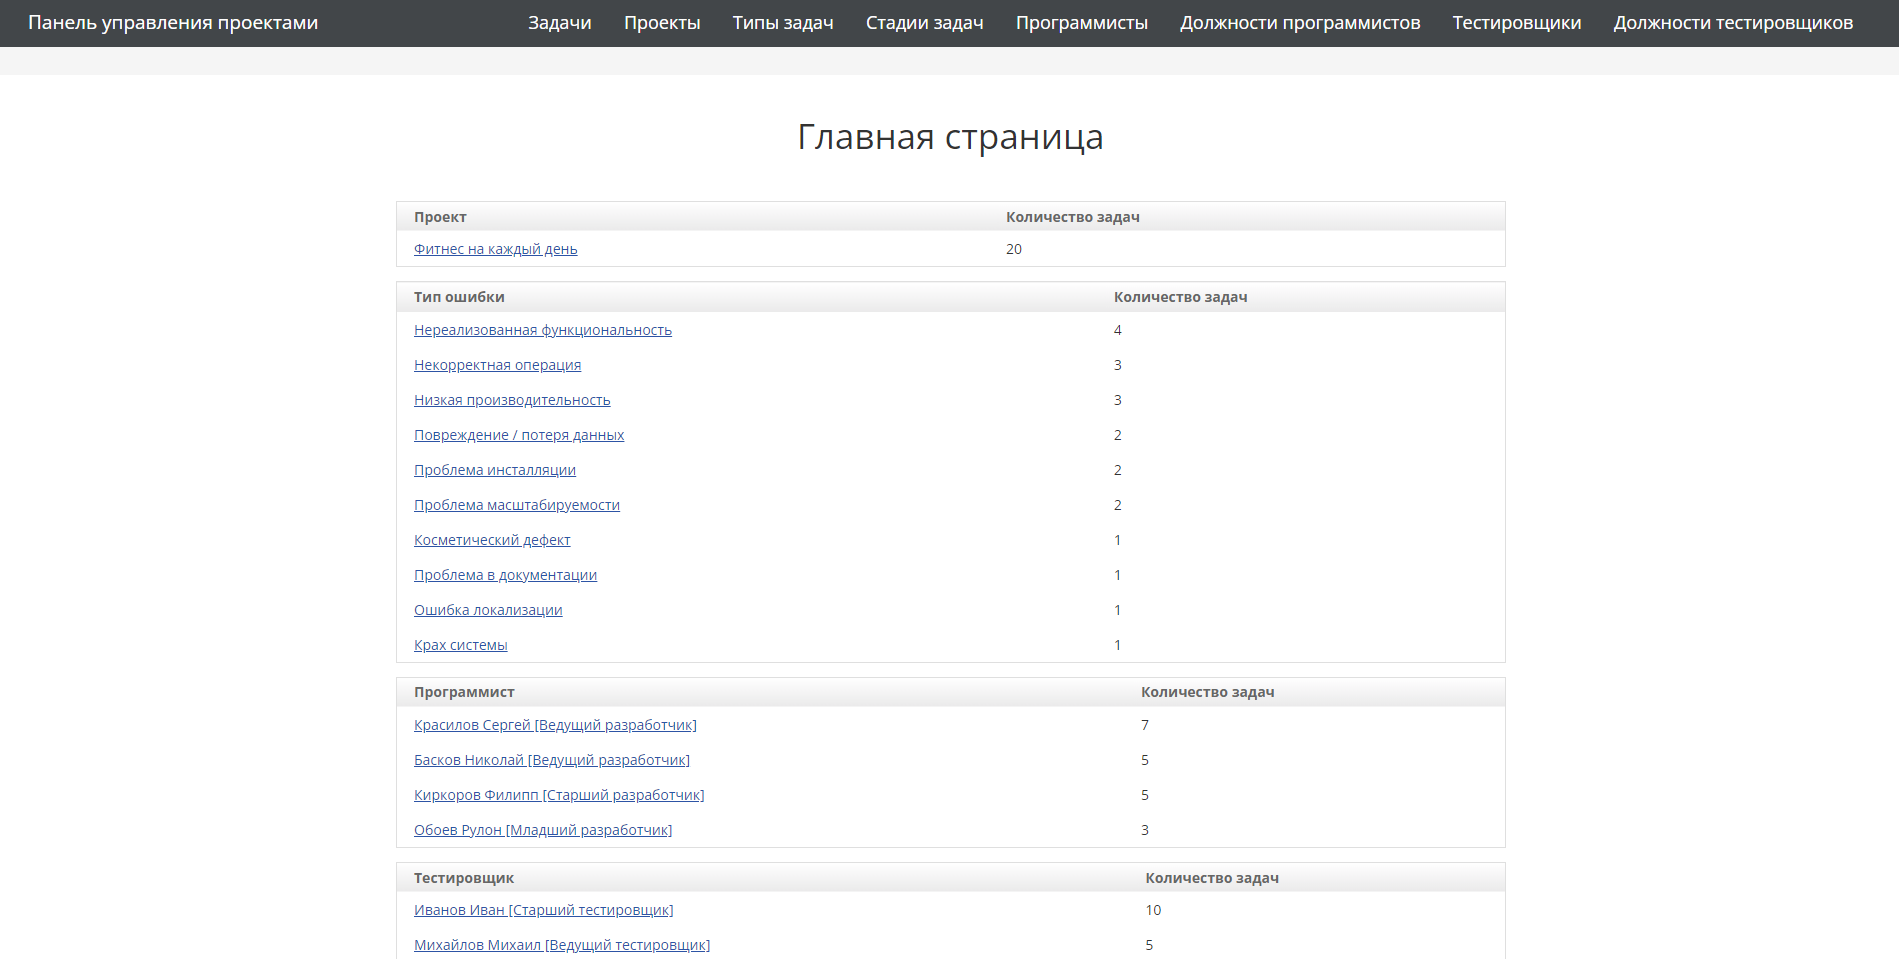 Панель управления проектами Задачи Проекты Типы задач Стадии задач Программисты Должности программистов Тестировщики Должности тестировщиков
Главная страница
Проект Количество задач
Фитнес на каждый день 20
Тип ошибки Количество задач
Нереализованная функциональность 4
Некорректная операция 3
Низкая производительность 3
Повреждение / потеря данных 2
Проблема инсталляции 2
Проблема масштабируемости 2
Косметический дефект 1
Проблема в документации 1
Ошибка локализации 1
Крах системы 1
Программист Количество задач
Красилов Сергей [Ведущий разработчик] 7
Басков Николай [Ведущий разработчик] 5
Киркоров Филипп [Старший разработчик] 5
Обоев Рулон [Младший разработчик] 3
Тестировщик Количество задач
Иванов Иван [Старший тестировщик] 10
Михайлов Михаил [Ведущий тестировщик] 5